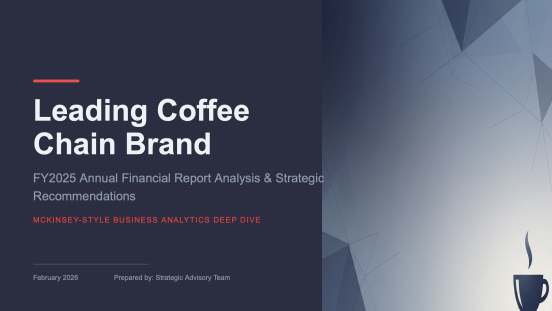 Leading Coffee
Chain Brand
FY2025 Annual Financial Report Analysis & Strategic
Recommendations
MCKINSEY-STYLE BUSINESS ANALYTICS DEEP DIVE
February 2026 Prepared by: Strategic Advisory Team